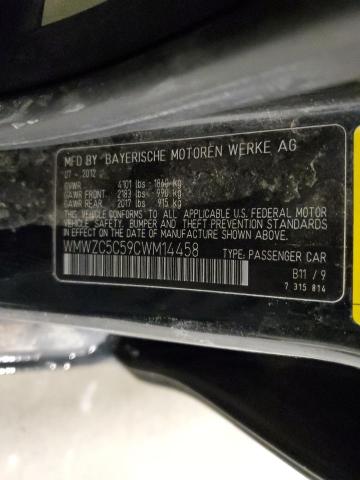 MFD BY BAYERISCHE MOTOREN WERKE AG
07 - 2012
GVWR 4101 lbs - 1860 kg
GAWR FRONT 2183 lbs - 990 kg
GAWR REAR 2017 lbs - 915 kg
THIS VEHICLE CONFORMS TO ALL APPLICABLE U.S. FEDERAL MOTOR
VEHICLE SAFETY, BUMPER AND THEFT PREVENTION STANDARDS
IN EFFECT ON THE DATE OF MANUFACTURE SHOWN ABOVE.
WMWZC5C59CWM14458 TYPE: PASSENGER CAR
B11 / 9
7 315 814